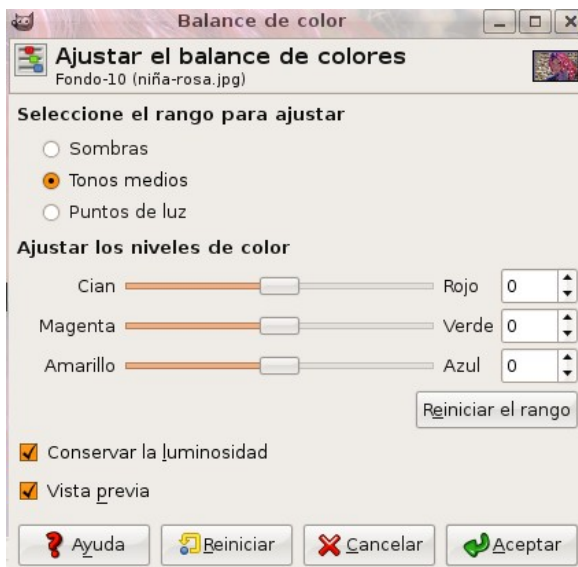 Balance de color
Ajustar el balance de colores
Fondo-10 (niña-rosa.jpg)
Seleccione el rango para ajustar
Sombras
Tonos medios
Puntos de luz
Ajustar los niveles de color
Cian Rojo 0
Magenta Verde 0
Amarillo Azul 0
Reiniciar el rango
Conservar la luminosidad
Vista previa
Ayuda Reiniciar Cancelar Aceptar